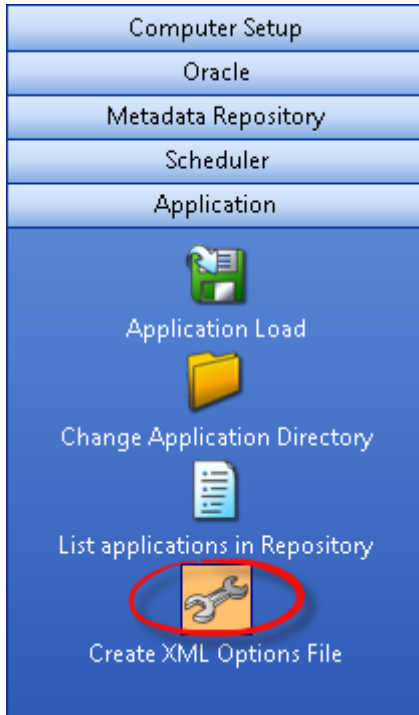 Computer Setup
Oracle
Metadata Repository
Scheduler
Application
Application Load
Change Application Directory
List applications in Repository
Create XML Options File